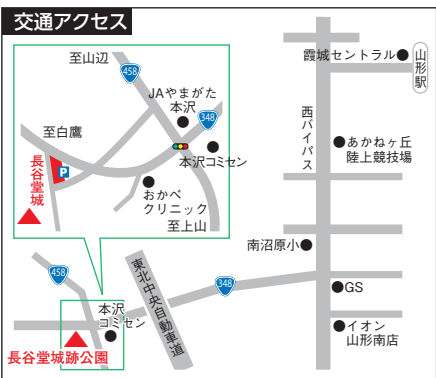 交通アクセス
至山辺
458
JAやまがた
本沢
348
至白鷹
本沢コミセン
長谷堂城
P
おかべ
クリニック
至上山
霞城セントラル
山形駅
西バイパス
あかねヶ丘
陸上競技場
南沼原小
458
東北中央自動車道
348
GS
本沢
コミセン
イオン
山形南店
長谷堂城跡公園